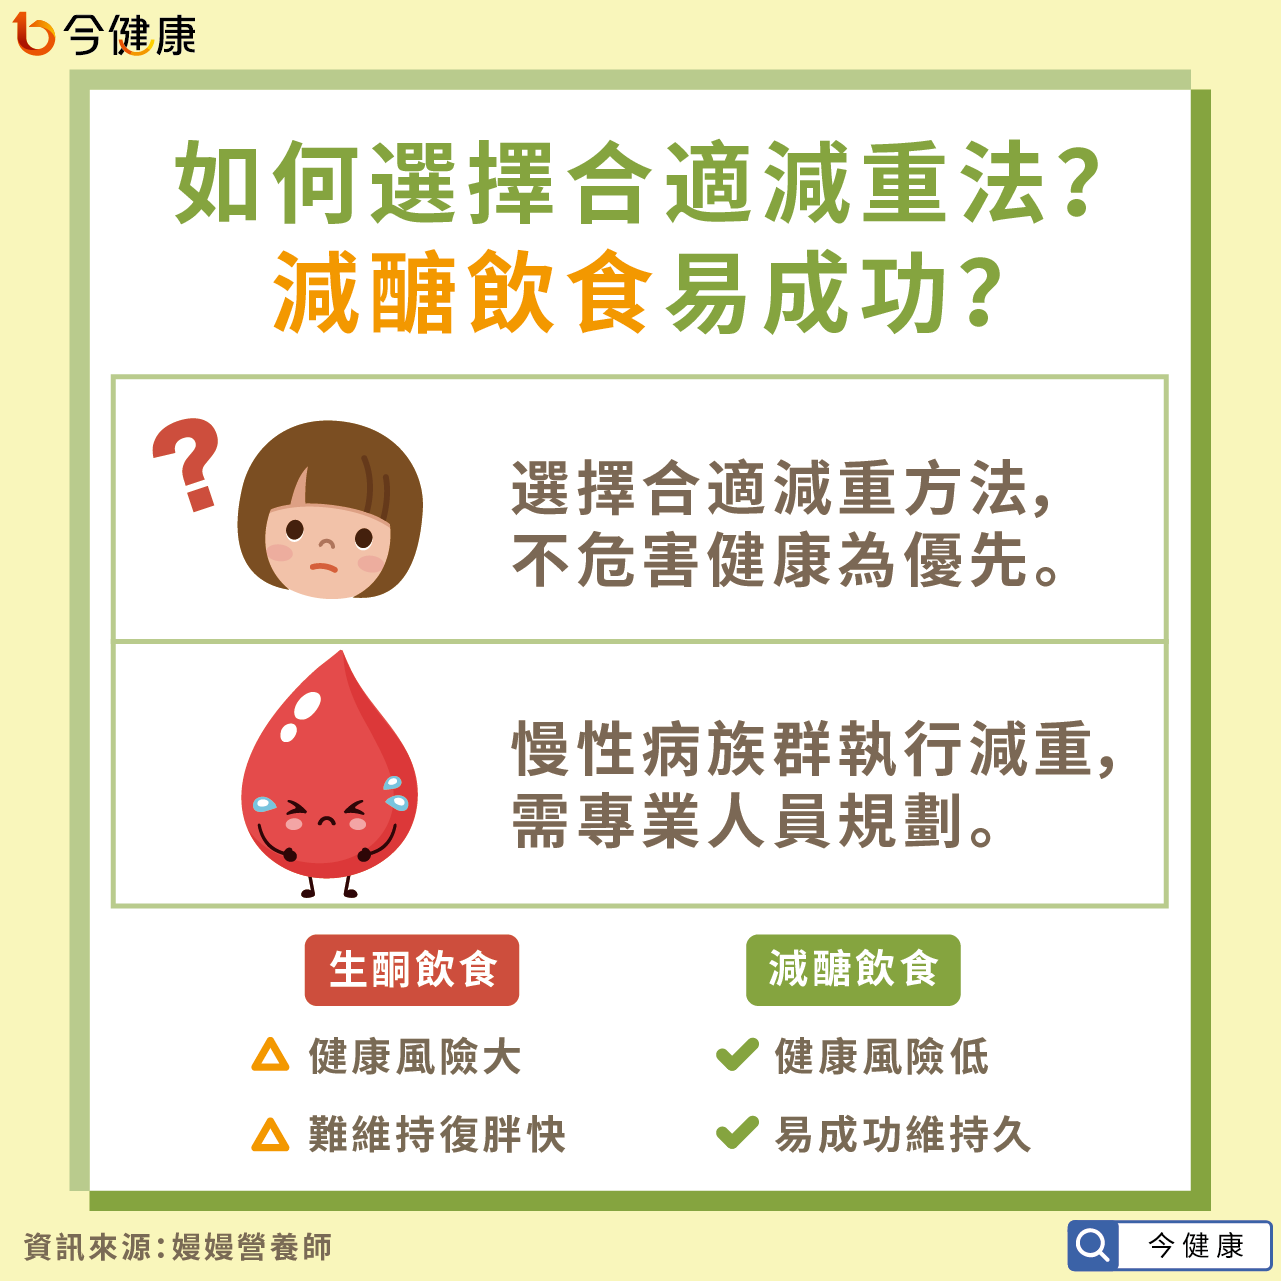 今健康
如何選擇合適減重法？
減醣飲食易成功？
選擇合適減重方法，
不危害健康為優先。
慢性病族群執行減重，
需專業人員規劃。
生酮飲食
減醣飲食
健康風險大
健康風險低
難維持復胖快
易成功維持久
資訊來源：嫚嫚營養師
今健康